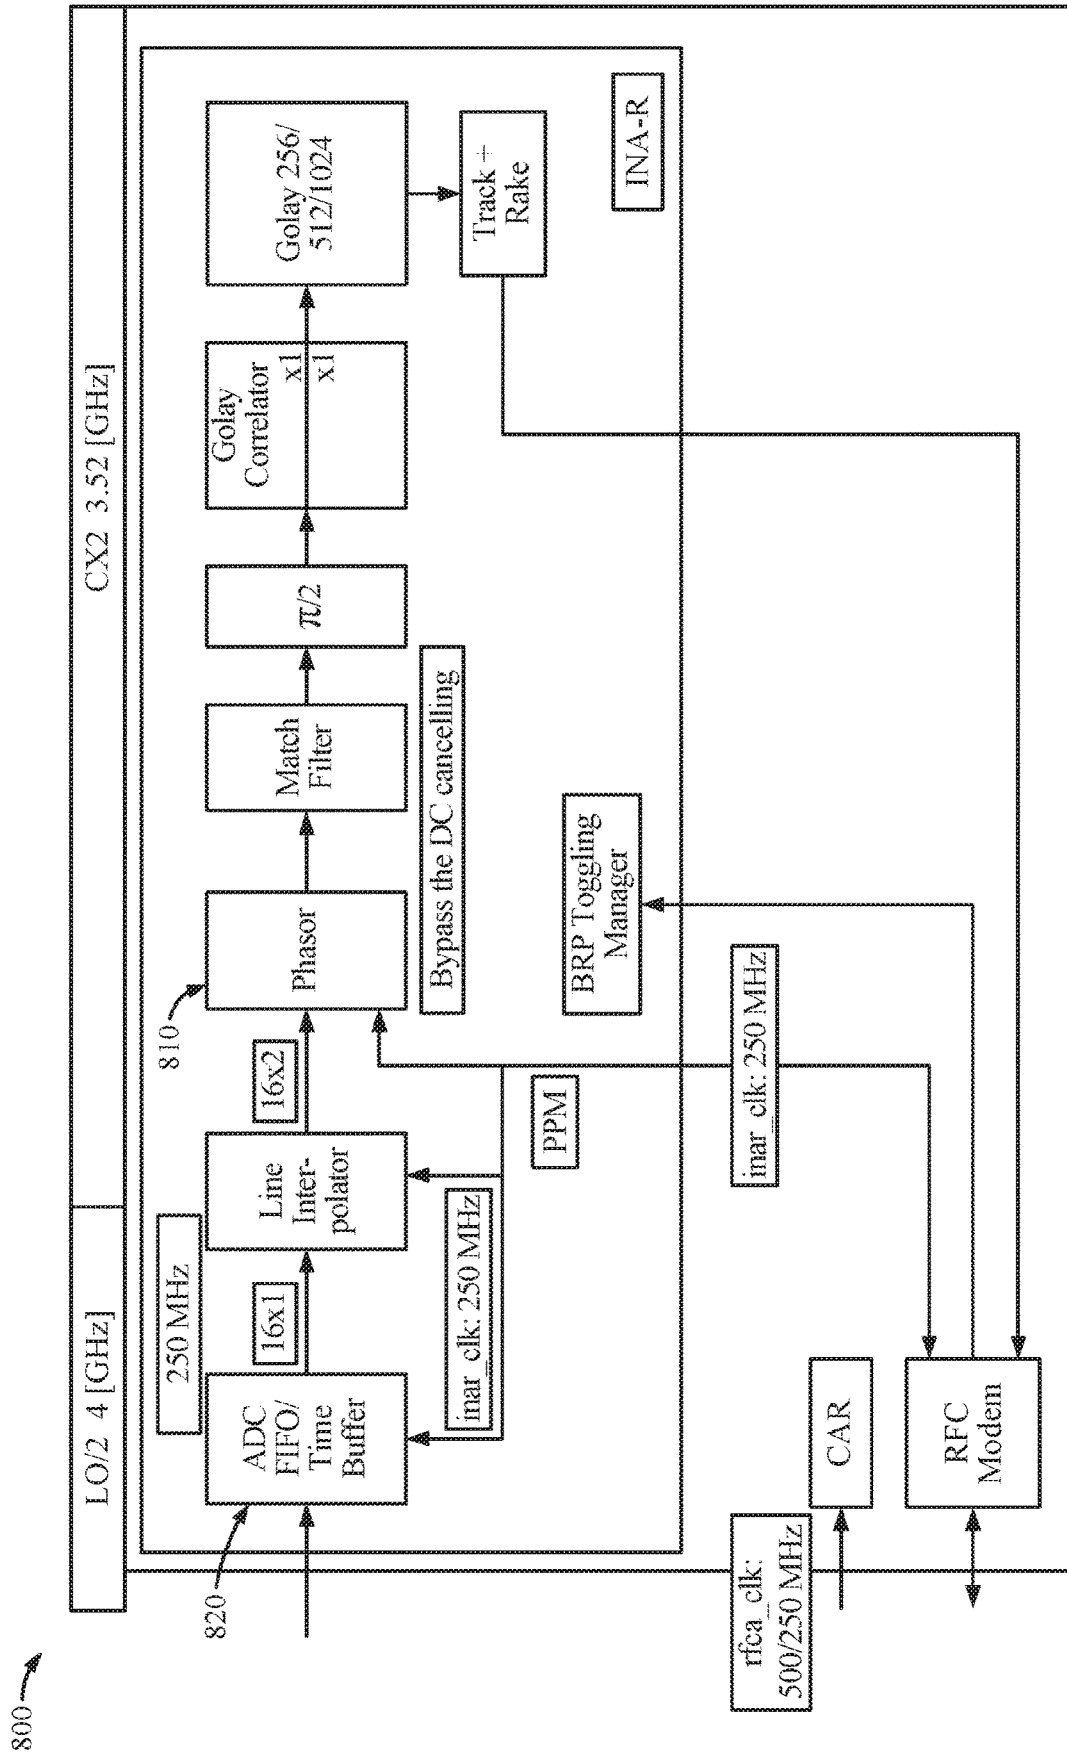 800
LO/2 4 [GHz]
CX2 3.52 [GHz]
820
250 MHz
810
ADC
FIFO/
Time
Buffer
16x1
Line
Inter-
polator
16x2
Phasor
Match
Filter
π/2
Golay
Correlator
x1
x1
Golay 256/
512/1024
inar_clk: 250 MHz
Bypass the DC cancelling
Track+
Rake
PPM
BRP Toggling
Manager
INA-R
inar_clk: 250 MHz
rfca_clk:
500/250 MHz
CAR
RFC
Modem